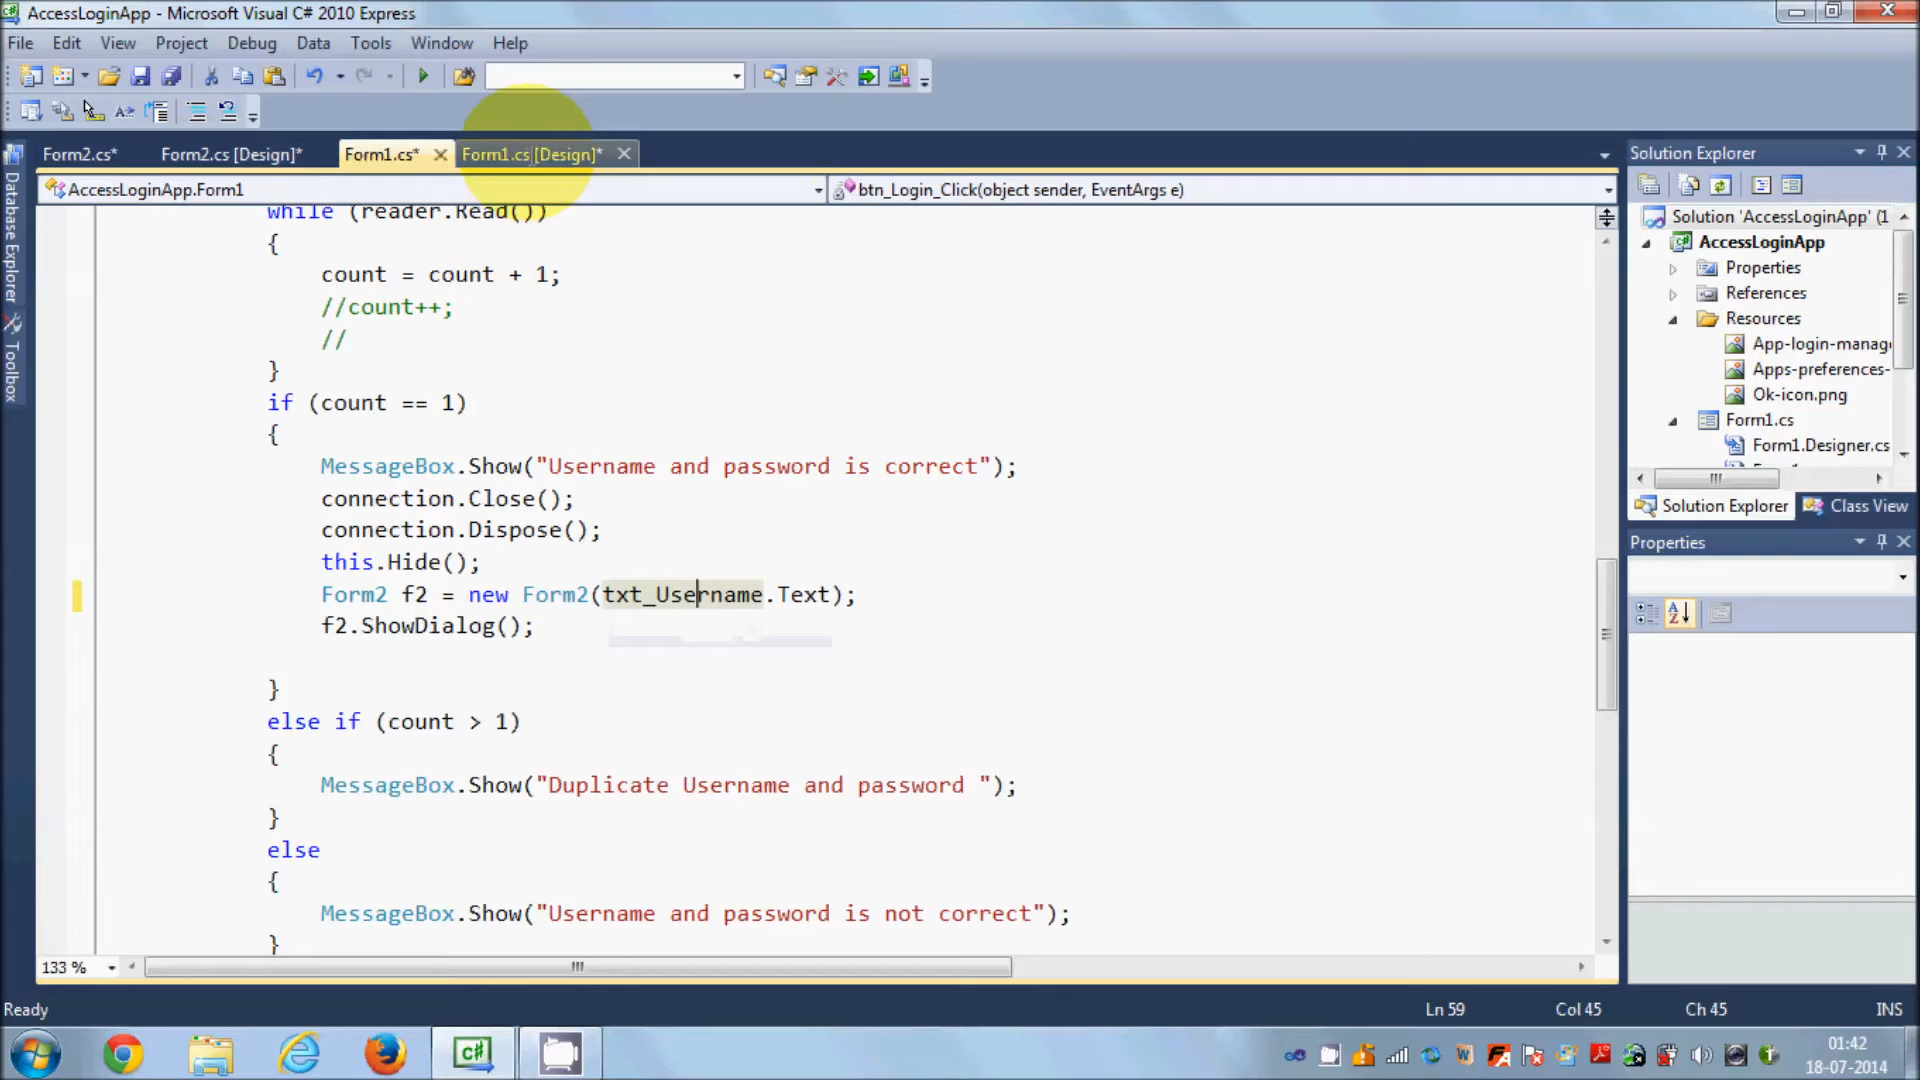 AccessLoginApp - Microsoft Visual C# 2010 Express
File Edit View Project Debug Data Tools Window Help
Form2.cs* Form2.cs [Design]* Form1.cs* Form1.cs [Design]*
AccessLoginApp.Form1 btn_Login_Click(object sender, EventArgs e)
Database Explorer
Toolbox
while (reader.Read())
{
count = count + 1;
//count++;
//
}
if (count == 1)
{
MessageBox.Show("Username and password is correct");
connection.Close();
connection.Dispose();
this.Hide();
Form2 f2 = new Form2(txt_Username.Text);
f2.ShowDialog();
}
else if (count > 1)
{
MessageBox.Show("Duplicate Username and password ");
}
else
{
MessageBox.Show("Username and password is not correct");
}
133 %
Solution Explorer
Solution 'AccessLoginApp' (1
AccessLoginApp
Properties
References
Resources
App-login-manag
Apps-preferences-
Ok-icon.png
Form1.cs
Form1.Designer.cs
Solution Explorer Class View
Properties
Ready Ln 59 Col 45 Ch 45 INS
01:42
18-07-2014